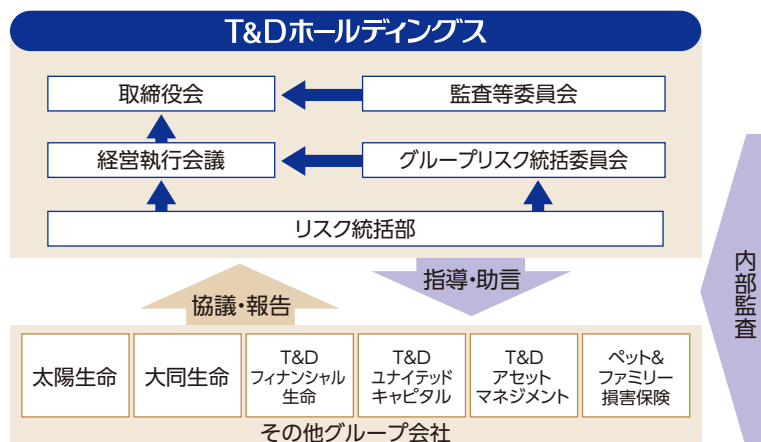 T&Dホールディングス
取締役会
監査等委員会
経営執行会議
グループリスク統括委員会
リスク統括部
協議・報告
指導・助言
内部監査
太陽生命
大同生命
T&D
フィナンシャル
生命
T&D
ユナイテッド
キャピタル
T&D
アセット
マネジメント
ペット&
ファミリー
損害保険
その他グループ会社